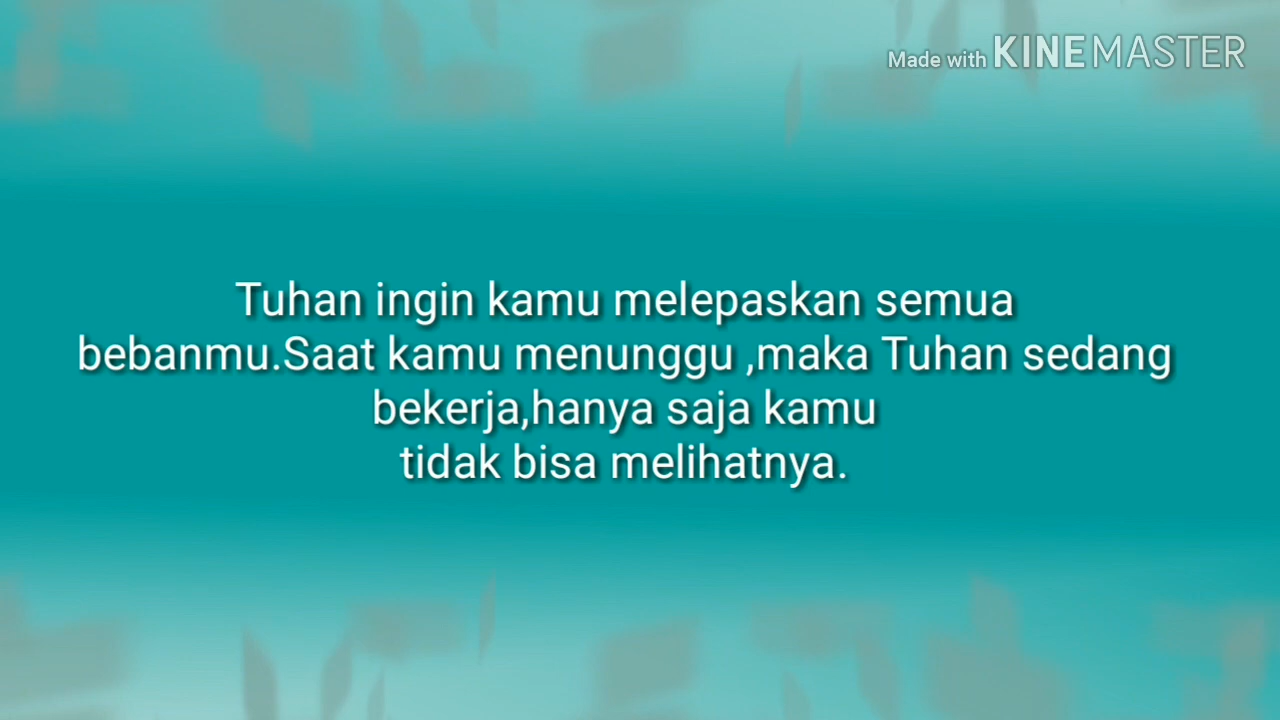 Made with KINEMASTER
Tuhan ingin kamu melepaskan semua
bebanmu.Saat kamu menunggu ,maka Tuhan sedang
bekerja,hanya saja kamu
tidak bisa melihatnya.